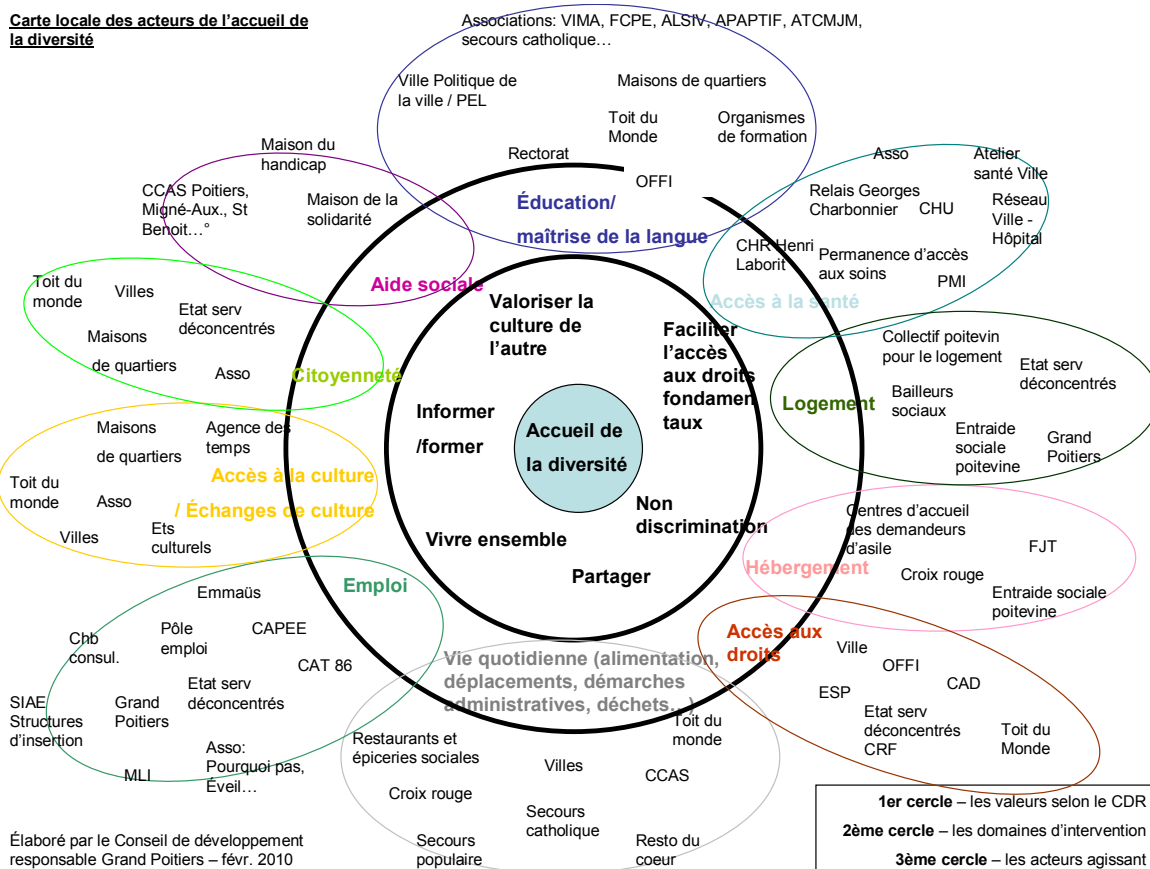 Carte locale des acteurs de l'accueil de
la diversité
Associations: VIMA, FCPE, ALSIV, APAPTIF, ATCMJM,
secours catholique…
Ville Politique de
la ville / PEL
Maisons de quartiers
Toit du
Monde
Organismes
de formation
Rectorat
OFFI
Éducation/
maîtrise de la langue
Maison du
handicap
CCAS Poitiers,
Migné-Aux., St
Benoit…°
Maison de la
solidarité
Aide sociale
Asso
Atelier
santé Ville
Relais Georges
Charbonnier
CHU
Réseau
Ville -
Hôpital
CHR Henri
Laborit
Permanence d'accès
aux soins
PMI
Accès à la santé
Toit du
monde
Villes
Etat serv
déconcentrés
Maisons
de quartiers
Asso
Citoyenneté
Valoriser la
culture de
l'autre
Faciliter
l'accès
aux droits
fondamen
taux
Informer
/former
Accueil de
la diversité
Non
discrimination
Vivre ensemble
Partager
Collectif poitevin
pour le logement
Etat serv
déconcentrés
Bailleurs
sociaux
Logement
Entraide
sociale
poitevine
Grand
Poitiers
Maisons
de quartiers
Agence des
temps
Accès à la culture
/ Échanges de culture
Toit du
monde
Asso
Villes
Ets
culturels
Centres d'accueil
des demandeurs
d'asile
FJT
Hébergement
Croix rouge
Entraide sociale
poitevine
Emploi
Emmaüs
Chb
consul.
Pôle
emploi
CAPEE
CAT 86
SIAE
Structures
d'insertion
Grand
Poitiers
Etat serv
déconcentrés
MLI
Asso:
Pourquoi pas,
Éveil…
Accès aux
droits
Ville
OFFI
ESP
CAD
Etat serv
déconcentrés
CRF
Toit du
Monde
Vie quotidienne (alimentation,
déplacements, démarches
administratives, déchets…)
Toit du
monde
Restaurants et
épiceries sociales
Villes
CCAS
Croix rouge
Secours
catholique
Secours
populaire
Resto du
coeur
Élaboré par le Conseil de développement
responsable Grand Poitiers – févr. 2010
1er cercle – les valeurs selon le CDR
2ème cercle – les domaines d'intervention
3ème cercle – les acteurs agissant